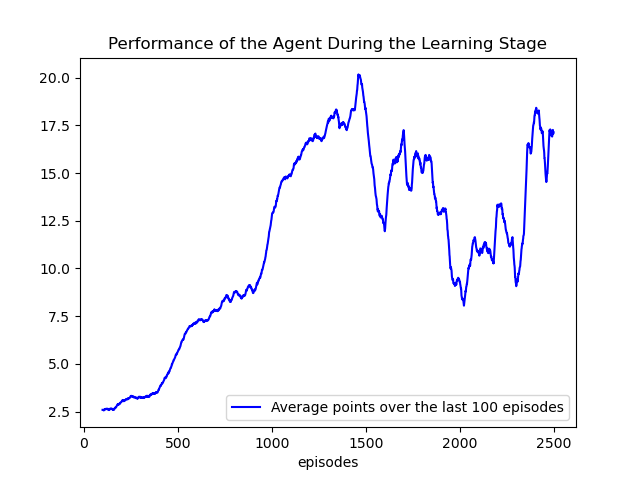 Performance of the Agent During the Learning Stage
20.0
17.5
15.0
12.5
10.0
7.5
5.0
2.5
Average points over the last 100 episodes
0 500 1000 1500 2000 2500
episodes